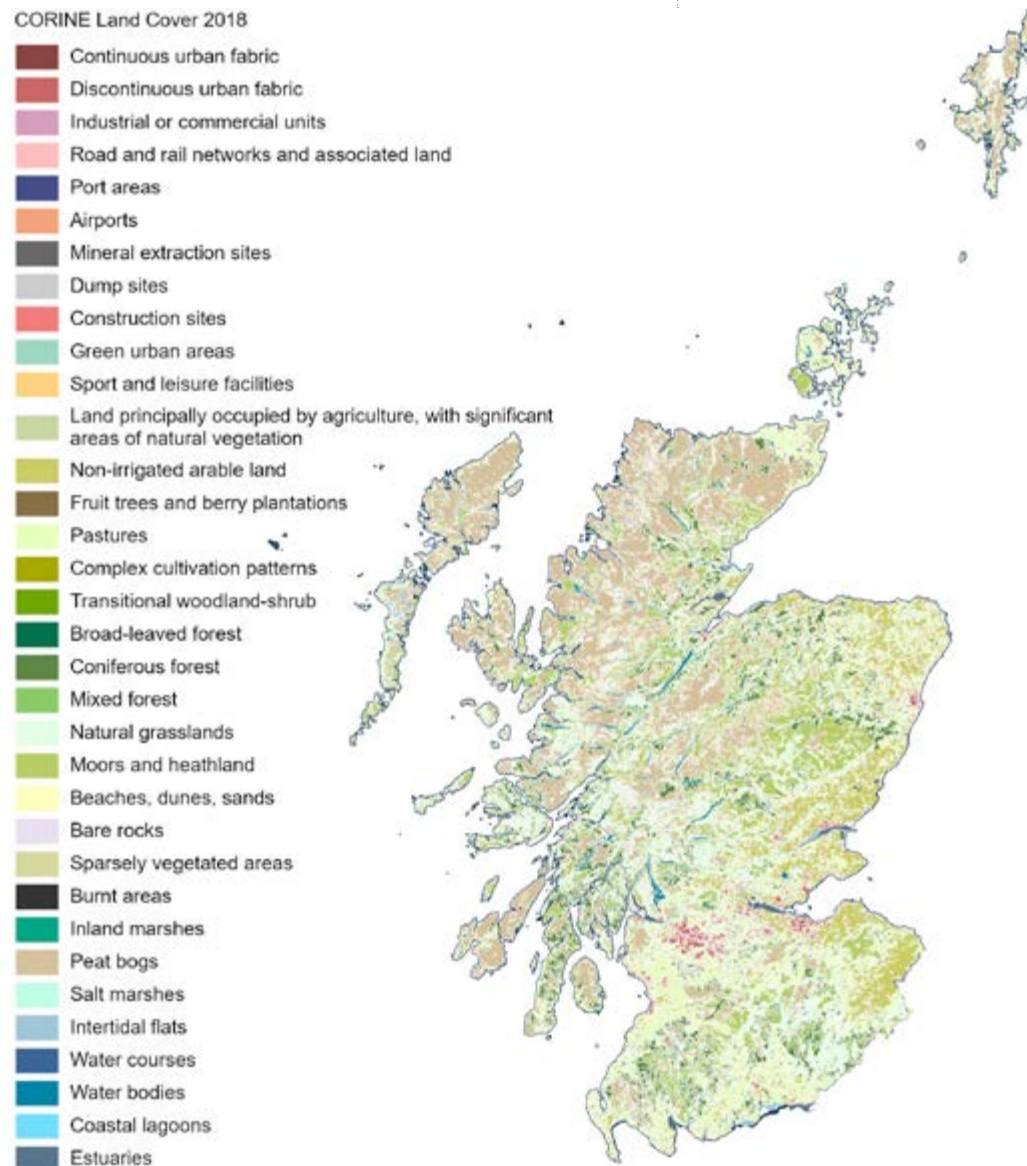 CORINE Land Cover 2018
Continuous urban fabric
Discontinuous urban fabric
Industrial or commercial units
Road and rail networks and associated land
Port areas
Airports
Mineral extraction sites
Dump sites
Construction sites
Green urban areas
Sport and leisure facilities
Land principally occupied by agriculture, with significant
areas of natural vegetation
Non-irrigated arable land
Fruit trees and berry plantations
Pastures
Complex cultivation patterns
Transitional woodland-shrub
Broad-leaved forest
Coniferous forest
Mixed forest
Natural grasslands
Moors and heathland
Beaches, dunes, sands
Bare rocks
Sparsely vegetated areas
Burnt areas
Inland marshes
Peat bogs
Salt marshes
Intertidal flats
Water courses
Water bodies
Coastal lagoons
Estuaries